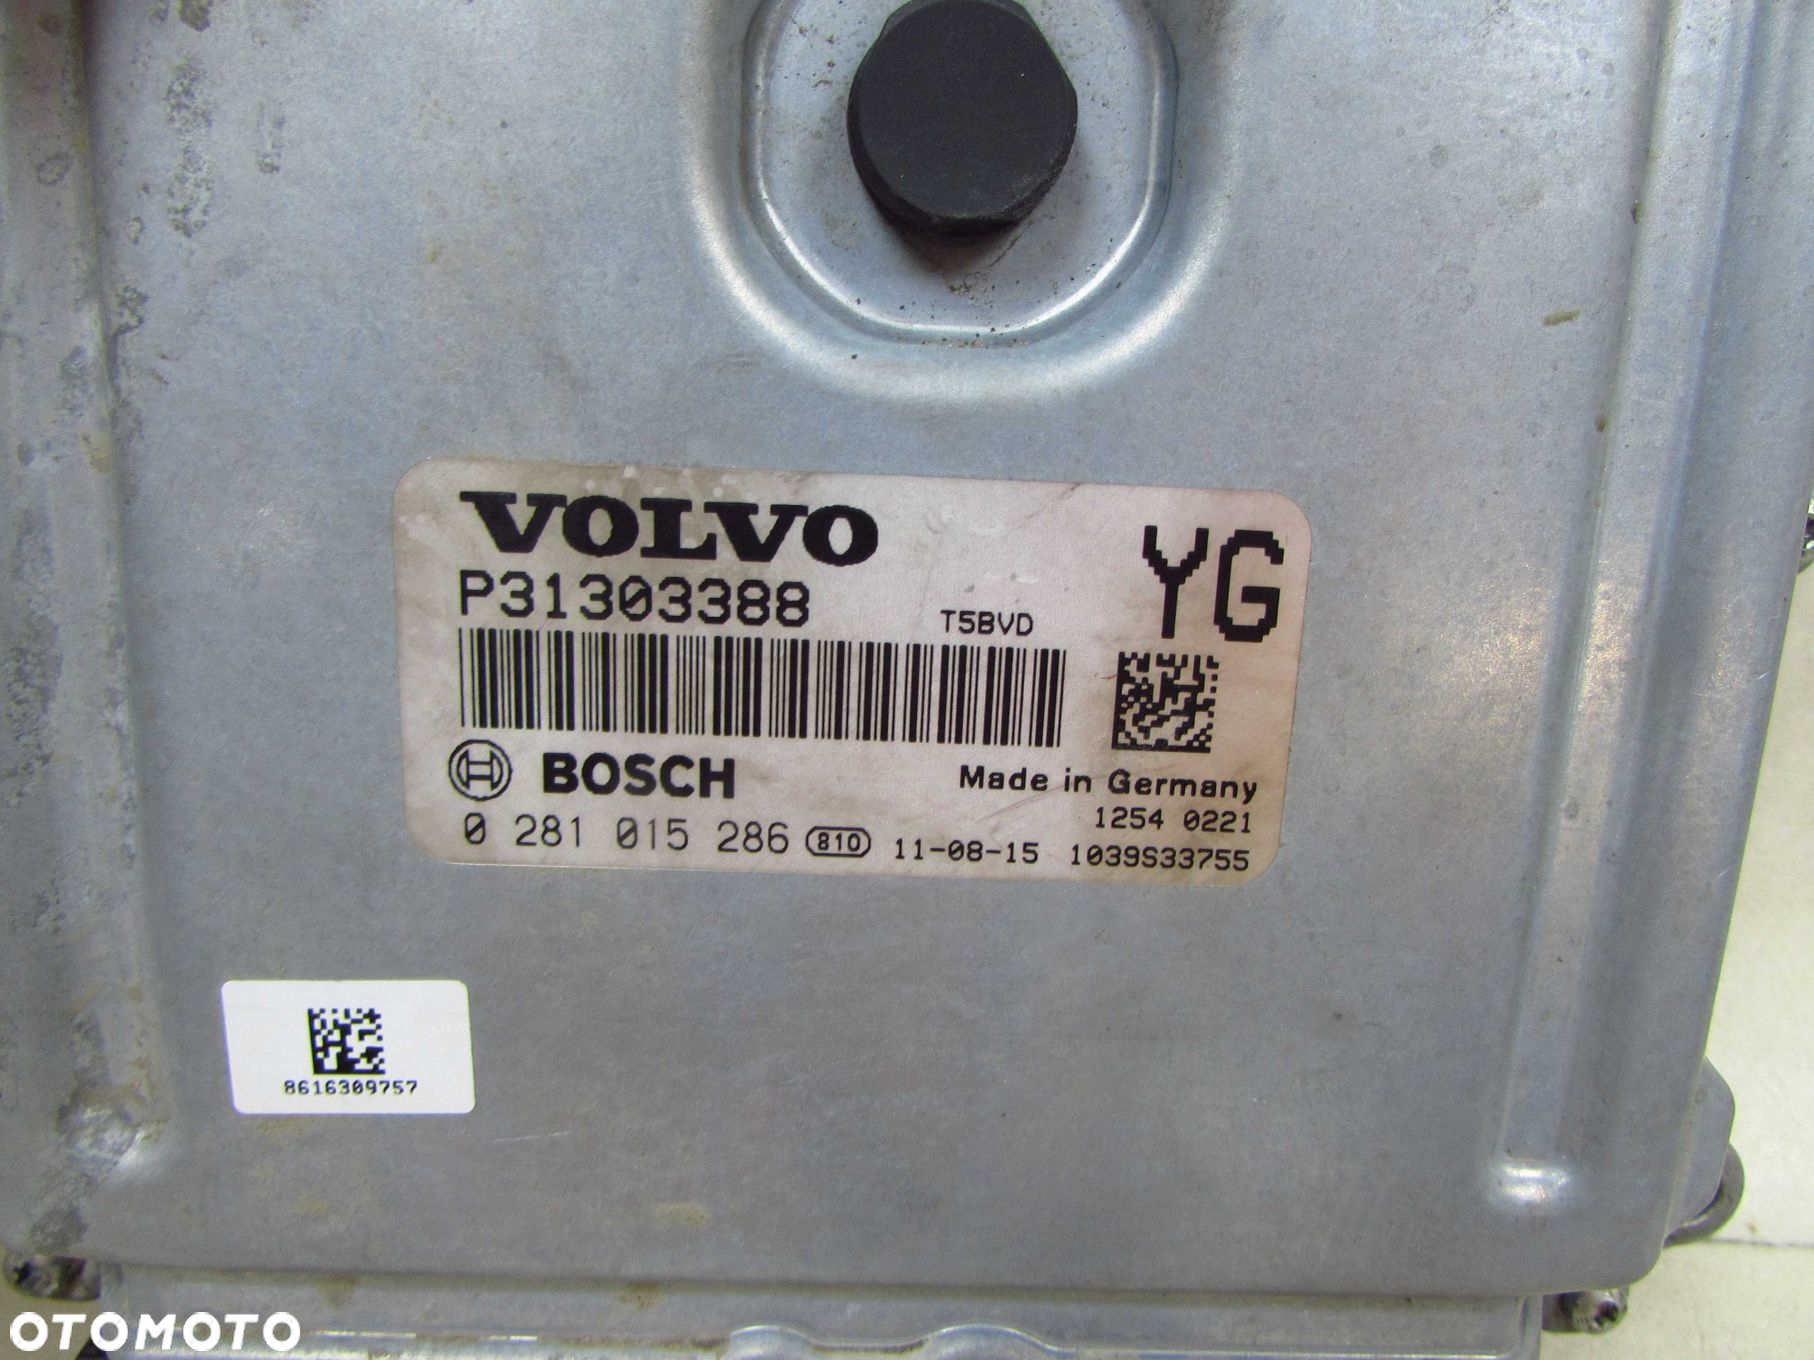 VOLVO
P31303388 T5BVD YG
BOSCH Made in Germany
1254 0221
0 281 015 286 810 11-08-15 1039S33755
8616309757
OTOMOTO